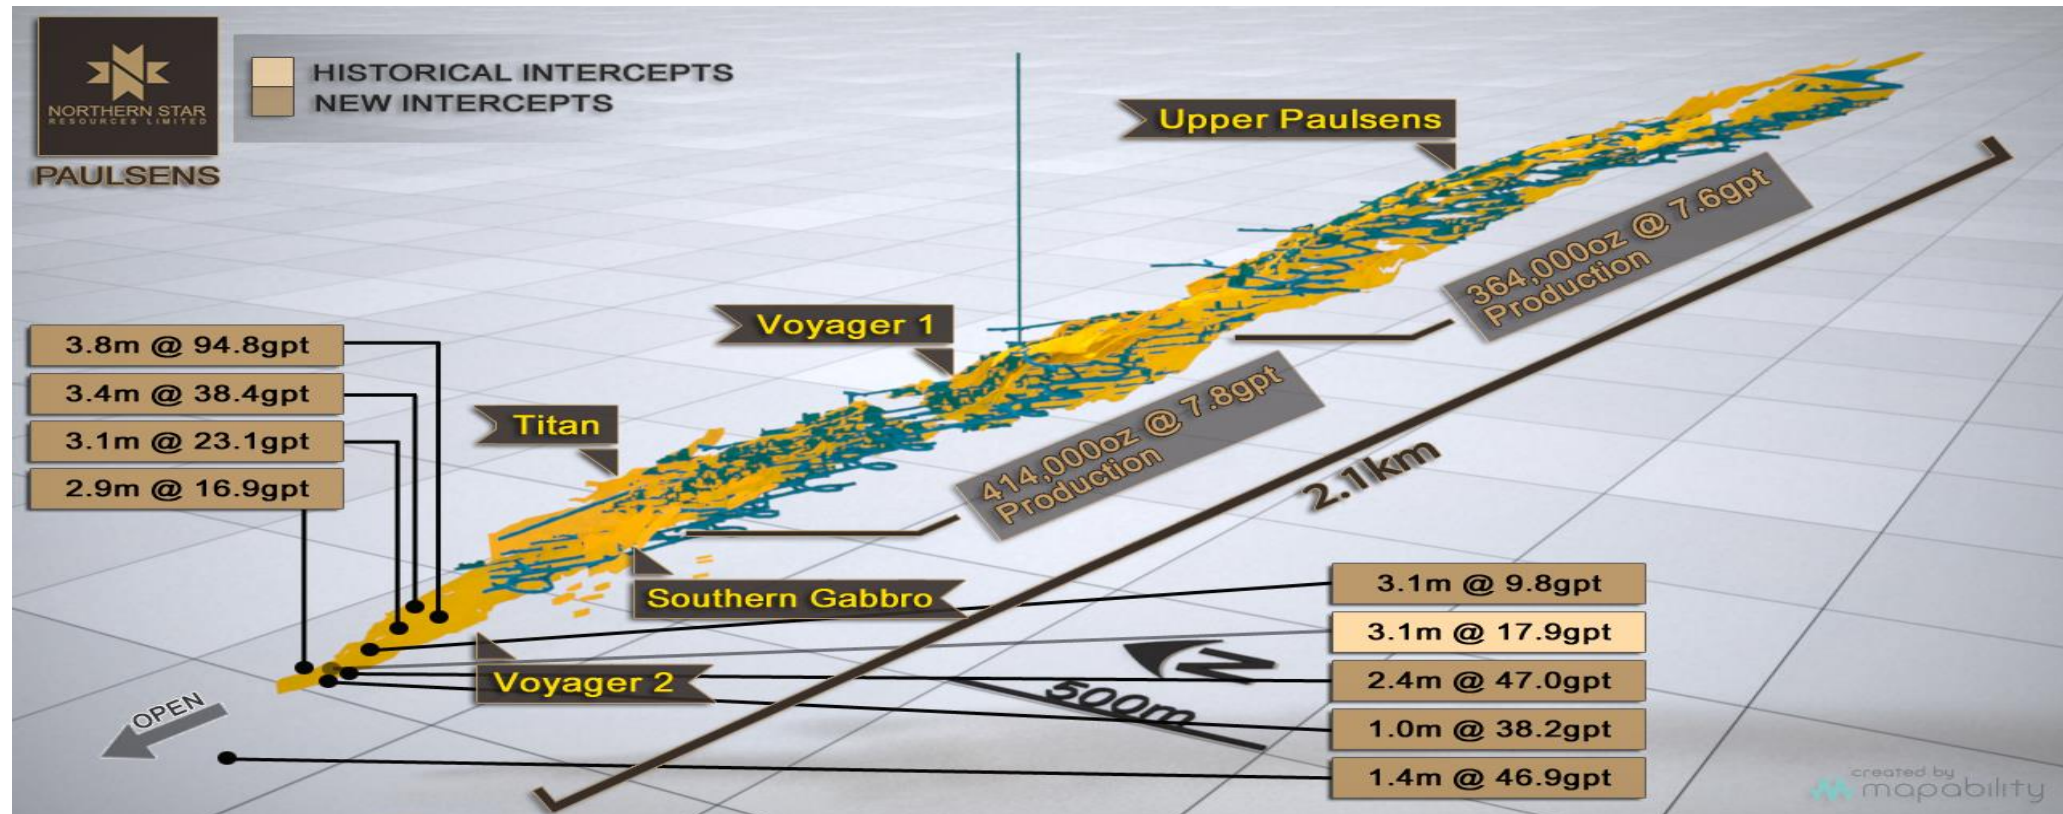 NORTHERN STAR
RESOURCES LIMITED
PAULSENS
HISTORICAL INTERCEPTS
NEW INTERCEPTS
Upper Paulsens
364,000oz @ 7.6gpt
Production
Voyager 1
414,000oz @ 7.8gpt
Production
2.1km
3.8m @ 94.8gpt
3.4m @ 38.4gpt
3.1m @ 23.1gpt
2.9m @ 16.9gpt
Titan
Southern Gabbro
Voyager 2
OPEN
N
500m
3.1m @ 9.8gpt
3.1m @ 17.9gpt
2.4m @ 47.0gpt
1.0m @ 38.2gpt
1.4m @ 46.9gpt
created by
mapability